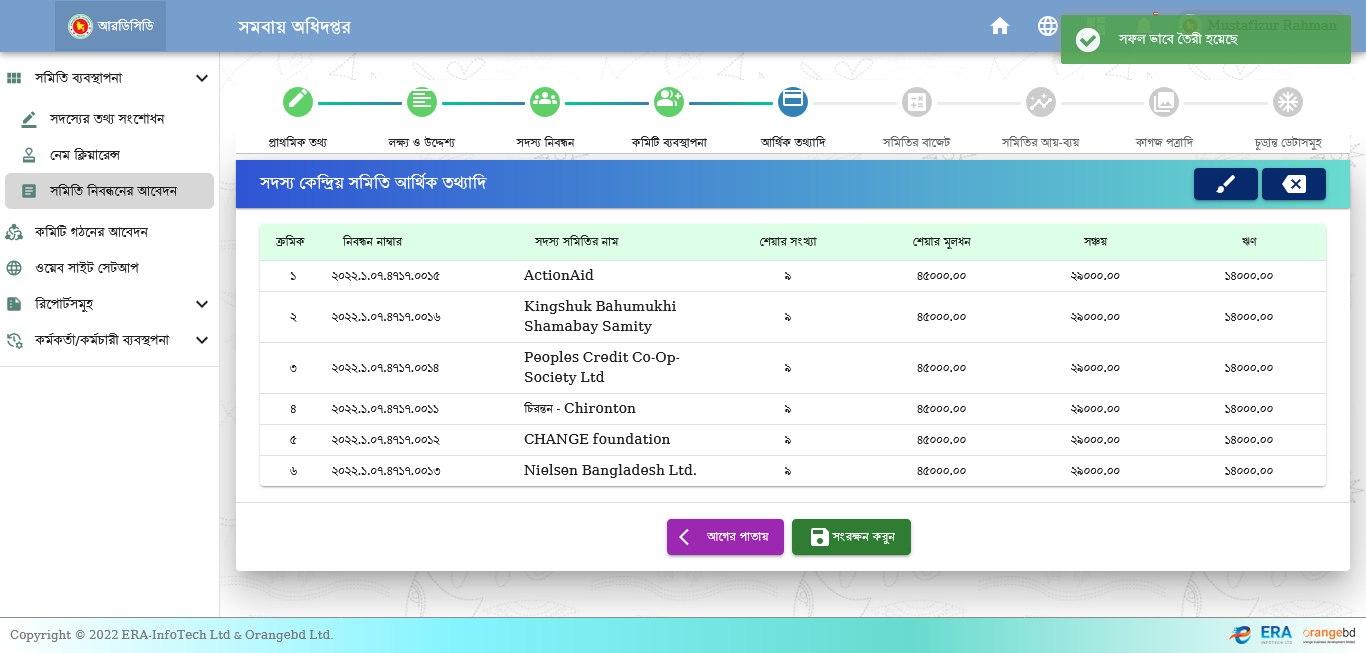 আরডিসিডি
সমবায় অধিদপ্তর
Mustafizur Rahman
সফল ভাবে তৈরী হয়েছে
সমিতি ব্যবস্থাপনা
সদস্যের তথ্য সংশোধন
নেম ক্লিয়ারেন্স
সমিতি নিবন্ধনের আবেদন
কমিটি গঠনের আবেদন
ওয়েব সাইট সেটআপ
রিপোর্টসমূহ
কর্মকর্তা/কর্মচারী ব্যবস্থপনা
প্রাথমিক তথ্য
লক্ষ্য ও উদ্দেশ্য
সদস্য নিবন্ধন
কমিটি ব্যবস্থাপনা
আর্থিক তথ্যাদি
সমিতির বাজেট
সমিতির আয়-ব্যয়
কাগজ পত্রাদি
চূড়ান্ত ডেটাসমূহ
সদস্য কেন্দ্রিয় সমিতি আর্থিক তথ্যাদি
ক্রমিক নিবন্ধন নাম্বার সদস্য সমিতির নাম শেয়ার সংখ্যা শেয়ার মূলধন সঞ্চয় ঋণ
১ ২০২২.১.০৭.৪৭১৭.০০১৫ ActionAid ৯ ৪৫০০০.০০ ২৯০০০.০০ ১৪০০০.০০
২ ২০২২.১.০৭.৪৭১৭.০০১৬ Kingshuk Bahumukhi
Shamabay Samity ৯ ৪৫০০০.০০ ২৯০০০.০০ ১৪০০০.০০
৩ ২০২২.১.০৭.৪৭১৭.০০১৪ Peoples Credit Co-Op-
Society Ltd ৯ ৪৫০০০.০০ ২৯০০০.০০ ১৪০০০.০০
৪ ২০২২.১.০৭.৪৭১৭.০০১১ চিরন্তন - Chironton ৯ ৪৫০০০.০০ ২৯০০০.০০ ১৪০০০.০০
৫ ২০২২.১.০৭.৪৭১৭.০০১২ CHANGE foundation ৯ ৪৫০০০.০০ ২৯০০০.০০ ১৪০০০.০০
৬ ২০২২.১.০৭.৪৭১৭.০০১৩ Nielsen Bangladesh Ltd. ৯ ৪৫০০০.০০ ২৯০০০.০০ ১৪০০০.০০
আগের পাতায়
সংরক্ষন করুন
Copyright © 2022 ERA-InfoTech Ltd & Orangebd Ltd.
ERA
orangebd